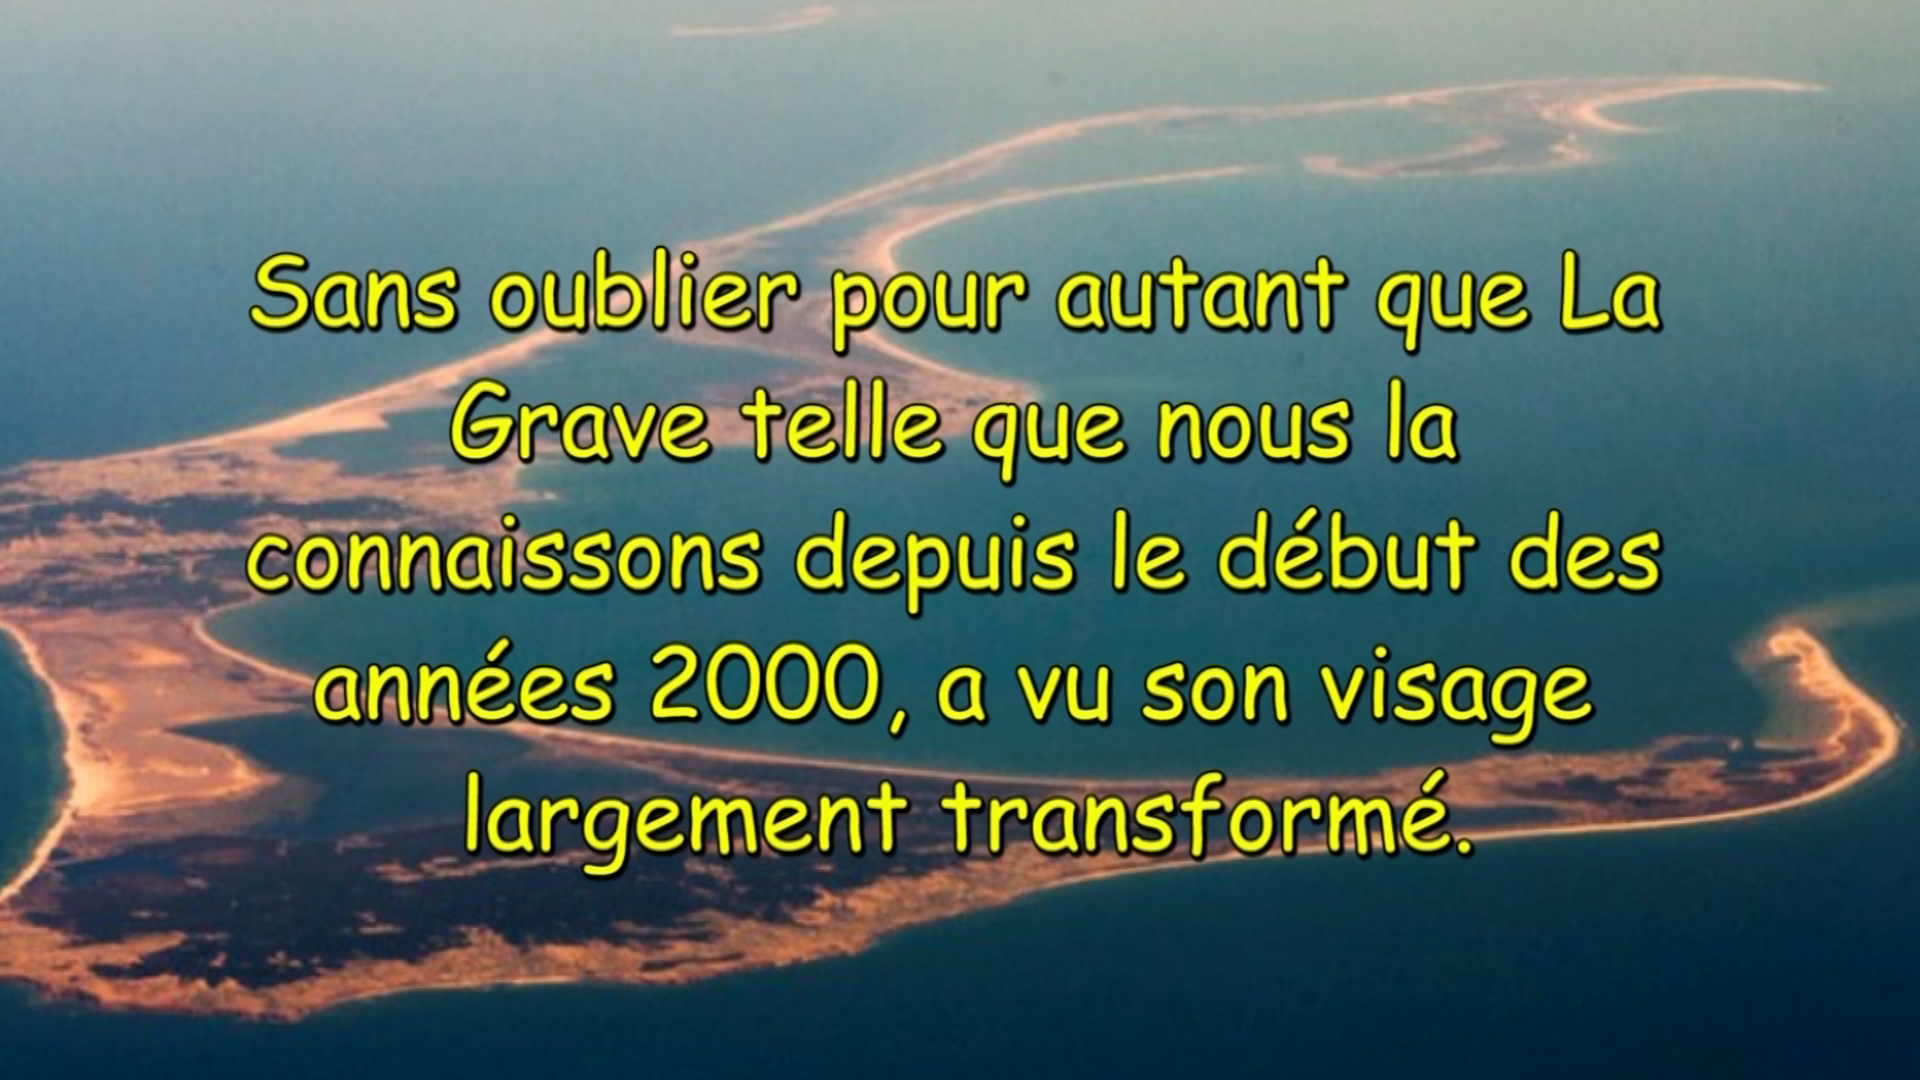 Sans oublier pour autant que La
Grave telle que nous la
connaissons depuis le début des
années 2000, a vu son visage
largement transformé.